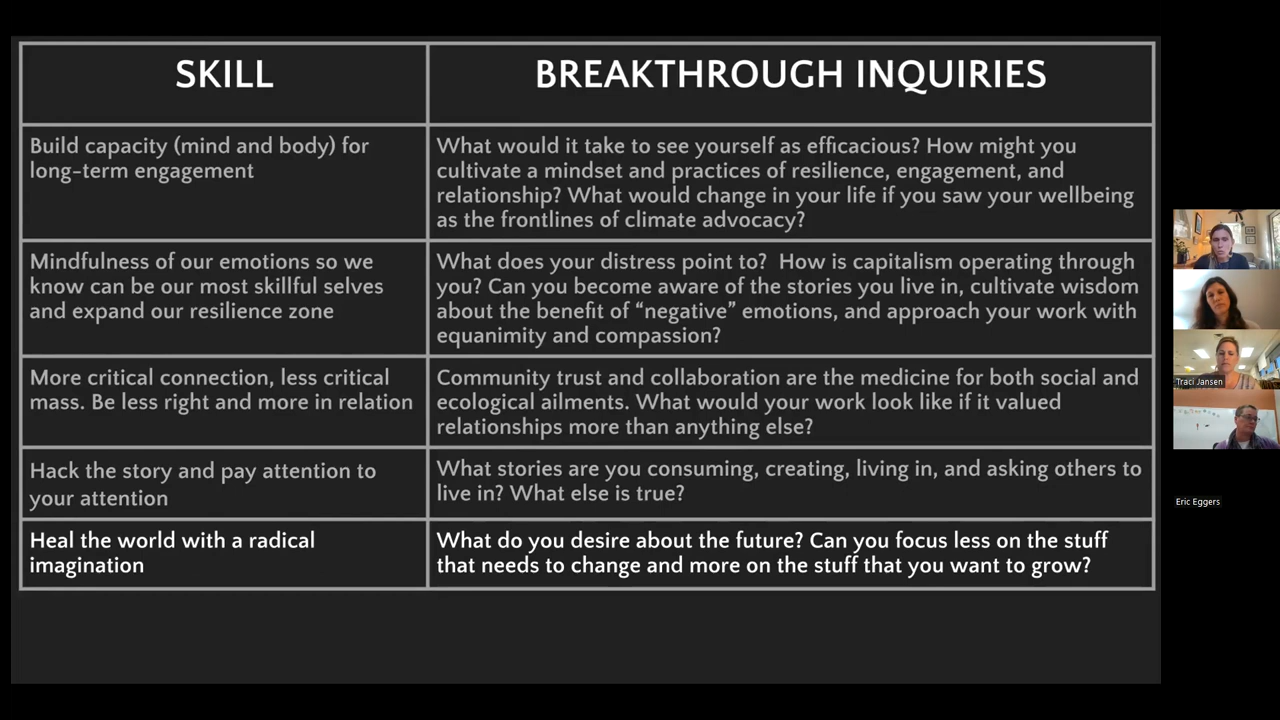 SKILL
BREAKTHROUGH INQUIRIES
Build capacity (mind and body) for
long-term engagement
What would it take to see yourself as efficacious? How might you
cultivate a mindset and practices of resilience, engagement, and
relationship? What would change in your life if you saw your wellbeing
as the frontlines of climate advocacy?
Mindfulness of our emotions so we
know can be our most skillful selves
and expand our resilience zone
What does your distress point to?  How is capitalism operating through
you? Can you become aware of the stories you live in, cultivate wisdom
about the benefit of “negative” emotions, and approach your work with
equanimity and compassion?
More critical connection, less critical
mass. Be less right and more in relation
Community trust and collaboration are the medicine for both social and
ecological ailments. What would your work look like if it valued
relationships more than anything else?
Hack the story and pay attention to
your attention
What stories are you consuming, creating, living in, and asking others to
live in? What else is true?
Heal the world with a radical
imagination
What do you desire about the future? Can you focus less on the stuff
that needs to change and more on the stuff that you want to grow?
Traci Jansen
Eric Eggers